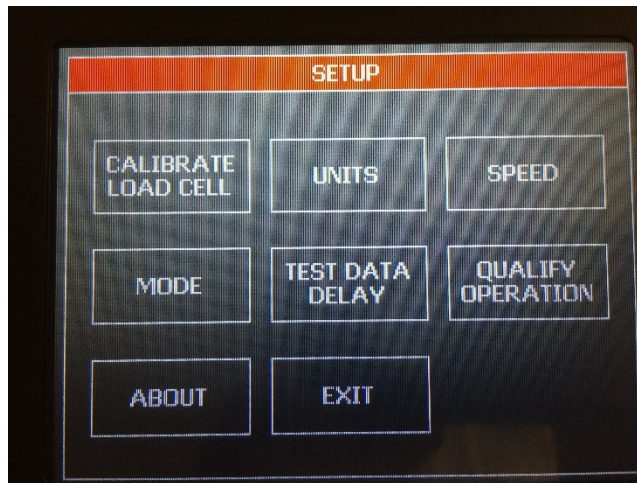 SETUP
CALIBRATE
LOAD CELL
UNITS
SPEED
MODE
TEST DATA
DELAY
QUALIFY
OPERATION
ABOUT
EXIT